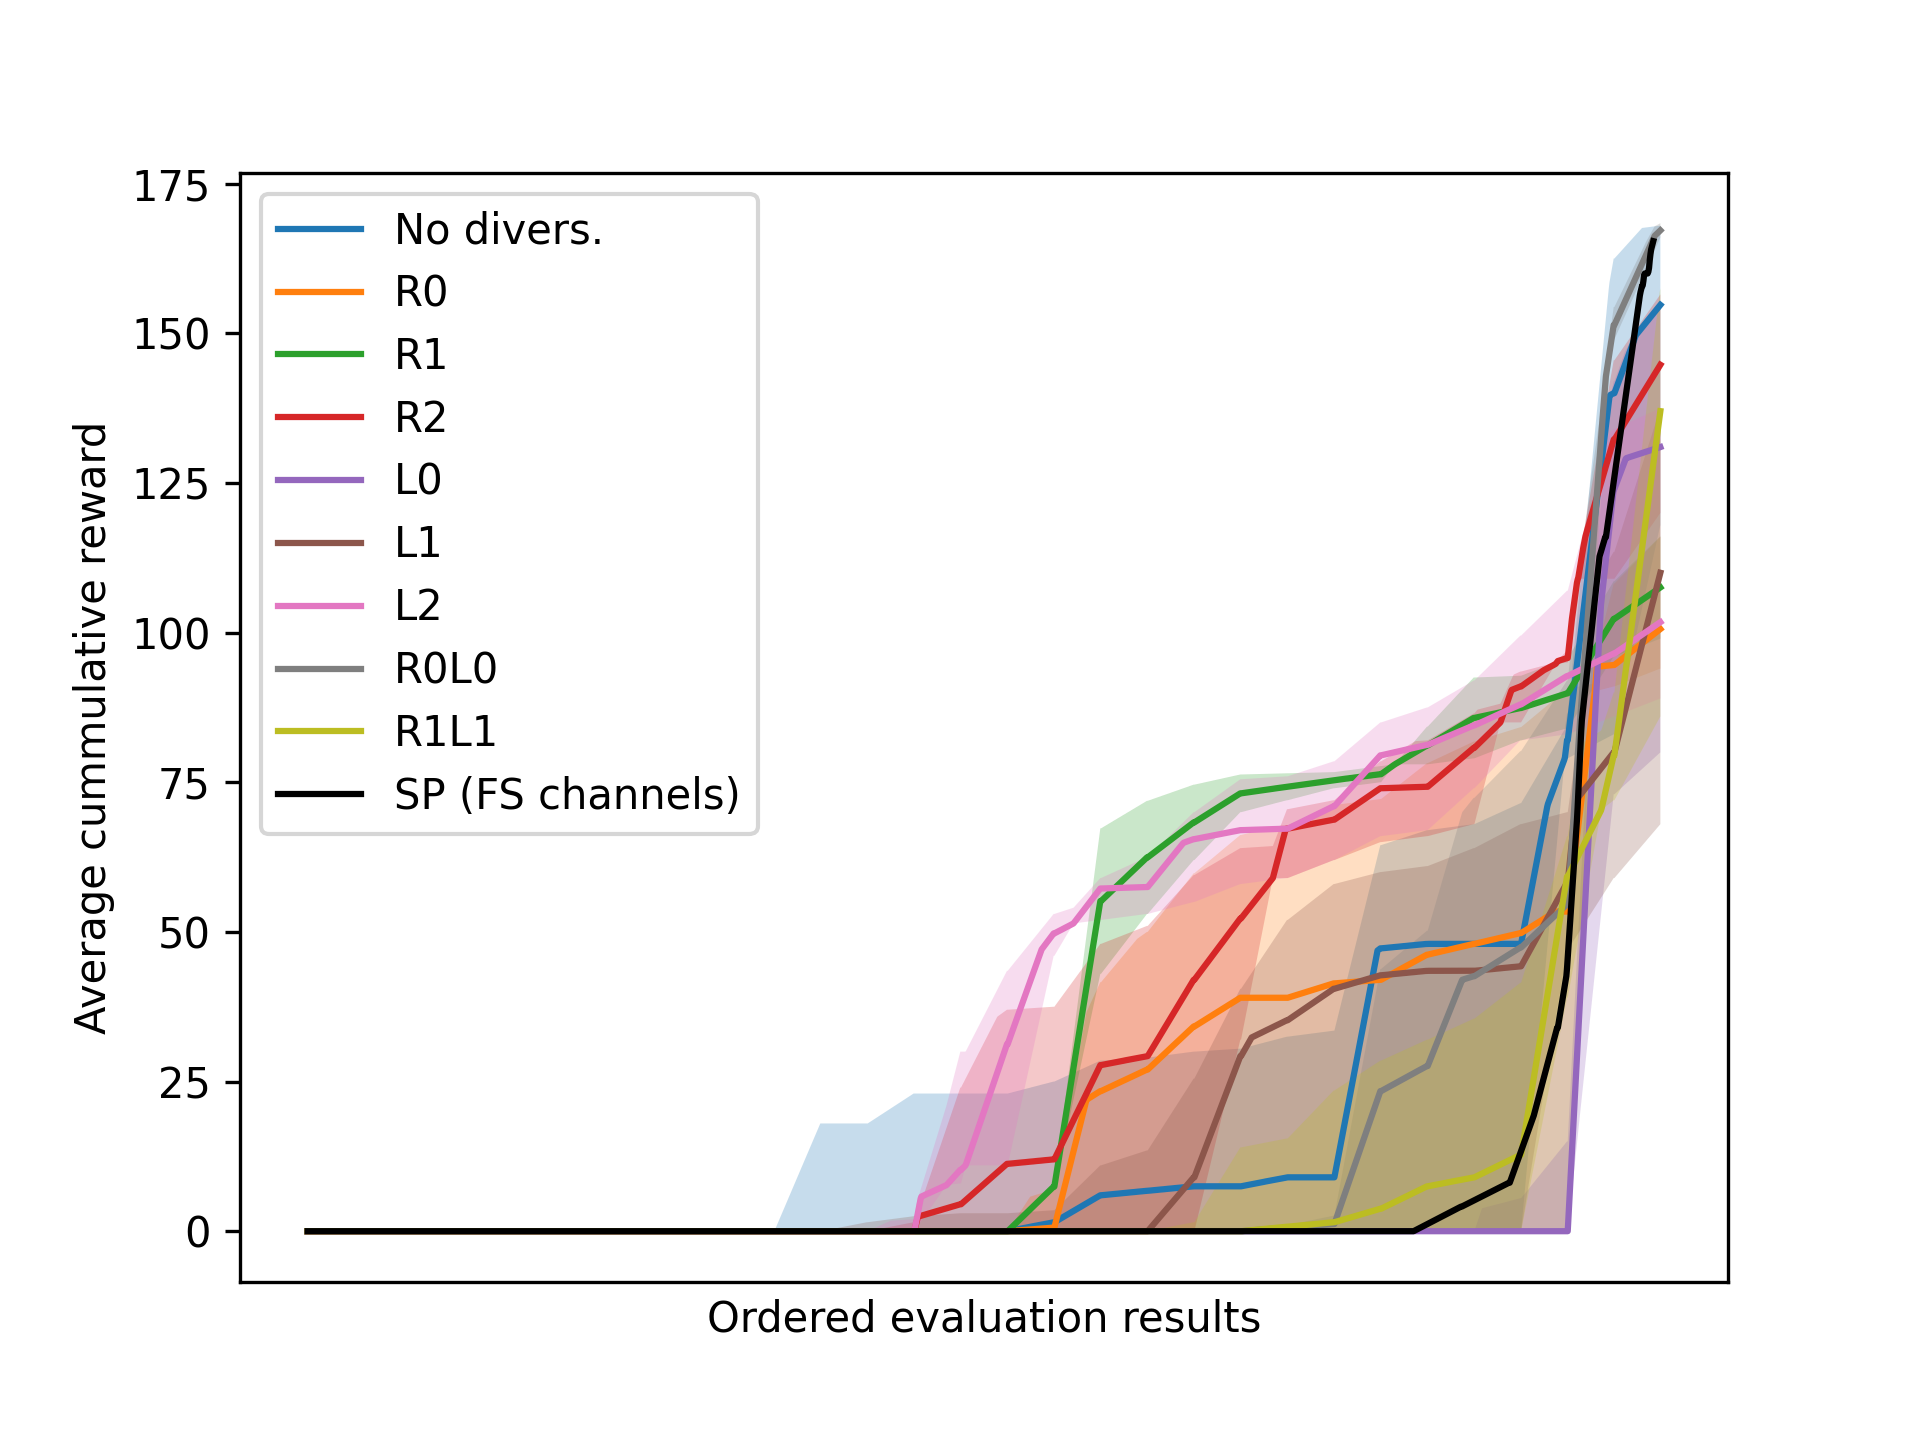 175
150
125
100
75
50
25
0
Average cummulative reward
No divers.
R0
R1
R2
L0
L1
L2
R0L0
R1L1
SP (FS channels)
Ordered evaluation results